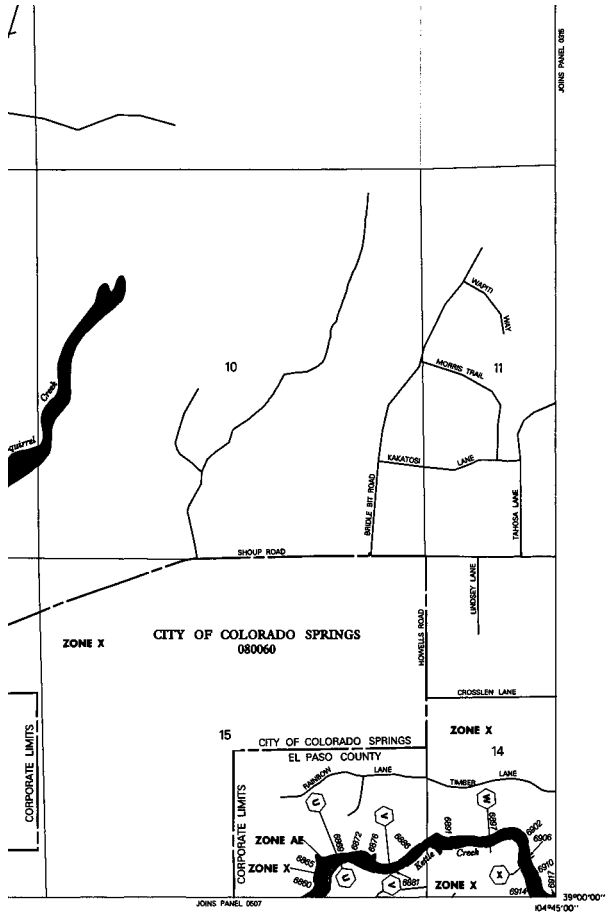 JOINS PANEL 0315
WAPITI
WAY
MORRIS TRAIL
10
11
Creek
quirrel
KAKATOSI LANE
BRIDLE BIT ROAD
TAHOSA LANE
SHOUP ROAD
LINDSEY LANE
HOWELLS ROAD
ZONE X
CITY OF COLORADO SPRINGS
080060
CROSSLEN LANE
CORPORATE LIMITS
15
CITY OF COLORADO SPRINGS
EL PASO COUNTY
ZONE X
14
RAINBOW LANE
TIMBER LANE
CORPORATE LIMITS
U
V
W
ZONE AE
6865
6869
6872
6876
6886
6889
6897
6902
6906
Kettle Creek
ZONE X
6860
U
V
6881
ZONE X
X
6910
6914
6917
JOINS PANEL 0507
39°00'00"
104°45'00"